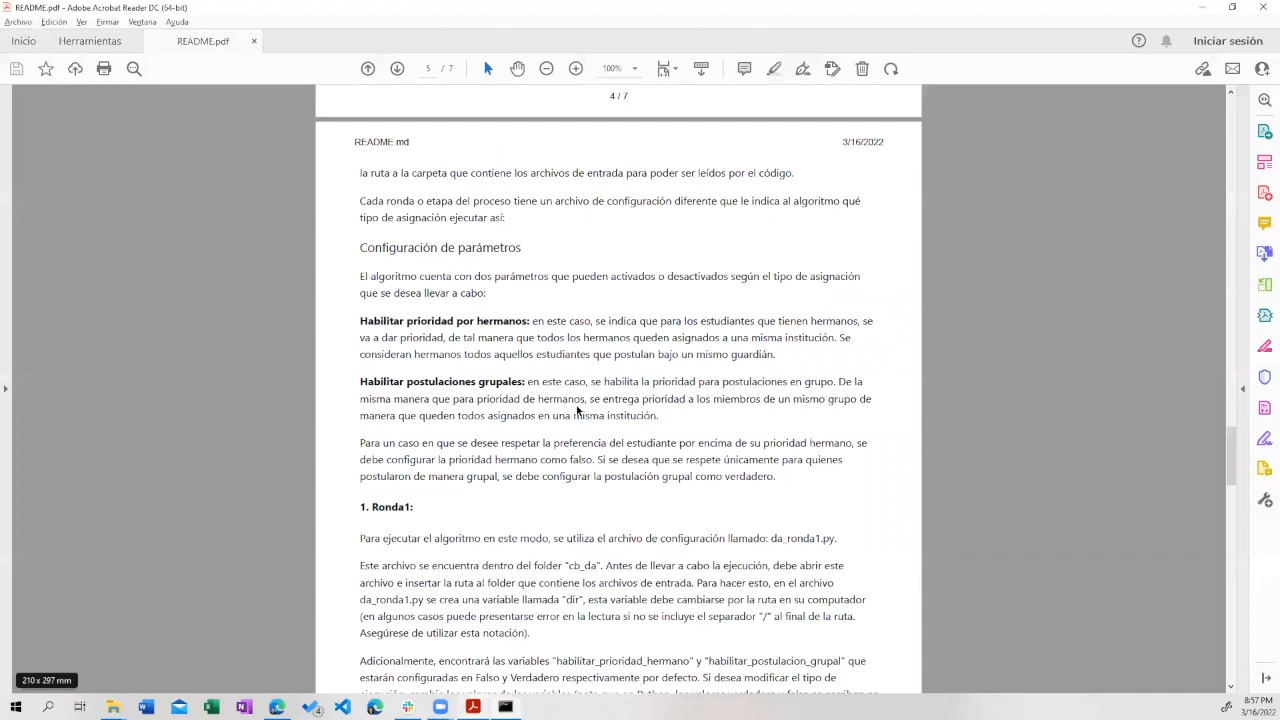 README.pdf - Adobe Acrobat Reader DC (64-bit)
Archivo Edición Ver Firmar Ventana Ayuda
Inicio Herramientas README.pdf × Iniciar sesión
5 / 7 100%
4 / 7
README.md 3/16/2022
la ruta a la carpeta que contiene los archivos de entrada para poder ser leídos por el código.
Cada ronda o etapa del proceso tiene un archivo de configuración diferente que le indica al algoritmo qué
tipo de asignación ejecutar así:
Configuración de parámetros
El algoritmo cuenta con dos parámetros que pueden activados o desactivados según el tipo de asignación
que se desea llevar a cabo:
Habilitar prioridad por hermanos: en este caso, se indica que para los estudiantes que tienen hermanos, se
va a dar prioridad, de tal manera que todos los hermanos queden asignados a una misma institución. Se
consideran hermanos todos aquellos estudiantes que postulan bajo un mismo guardián.
Habilitar postulaciones grupales: en este caso, se habilita la prioridad para postulaciones en grupo. De la
misma manera que para prioridad de hermanos, se entrega prioridad a los miembros de un mismo grupo de
manera que queden todos asignados en una misma institución.
Para un caso en que se desee respetar la preferencia del estudiante por encima de su prioridad hermano, se
debe configurar la prioridad hermano como falso. Si se desea que se respete únicamente para quienes
postularon de manera grupal, se debe configurar la postulación grupal como verdadero.
1. Ronda1:
Para ejecutar el algoritmo en este modo, se utiliza el archivo de configuración llamado: da_ronda1.py.
Este archivo se encuentra dentro del folder "cb_da". Antes de llevar a cabo la ejecución, debe abrir este
archivo e insertar la ruta al folder que contiene los archivos de entrada. Para hacer esto, en el archivo
da_ronda1.py se crea una variable llamada "dir", esta variable debe cambiarse por la ruta en su computador
(en algunos casos puede presentarse error en la lectura si no se incluye el separador "/" al final de la ruta.
Asegúrese de utilizar esta notación).
Adicionalmente, encontrará las variables "habilitar_prioridad_hermano" y "habilitar_postulacion_grupal" que
estarán configuradas en Falso y Verdadero respectivamente por defecto. Si desea modificar el tipo de
210 x 297 mm
8:57 PM
3/16/2022